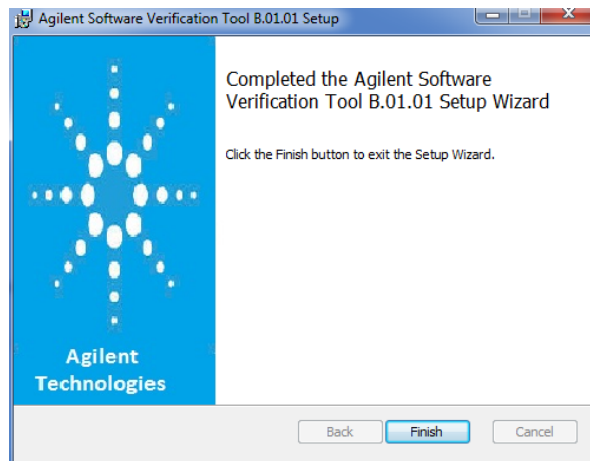 Agilent Software Verification Tool B.01.01 Setup
Completed the Agilent Software
Verification Tool B.01.01 Setup Wizard
Click the Finish button to exit the Setup Wizard.
Agilent
Technologies
Back
Finish
Cancel